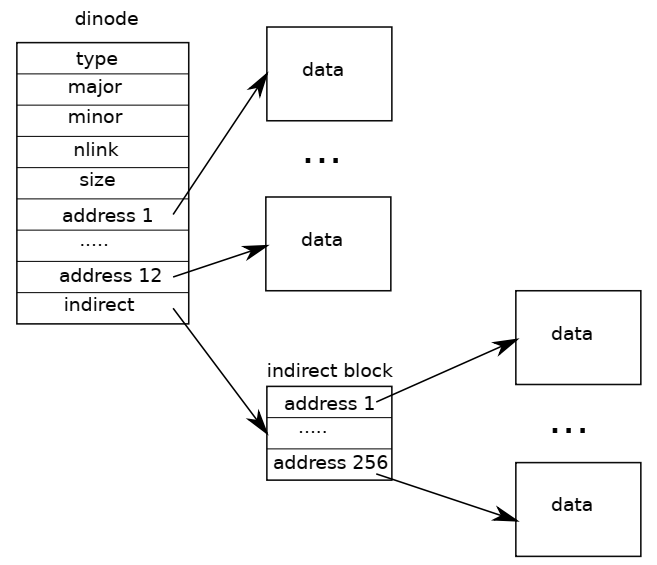 dinode
type
major
minor
nlink
size
address 1
.....
address 12
indirect
data
...
data
indirect block
address 1
.....
address 256
data
...
data